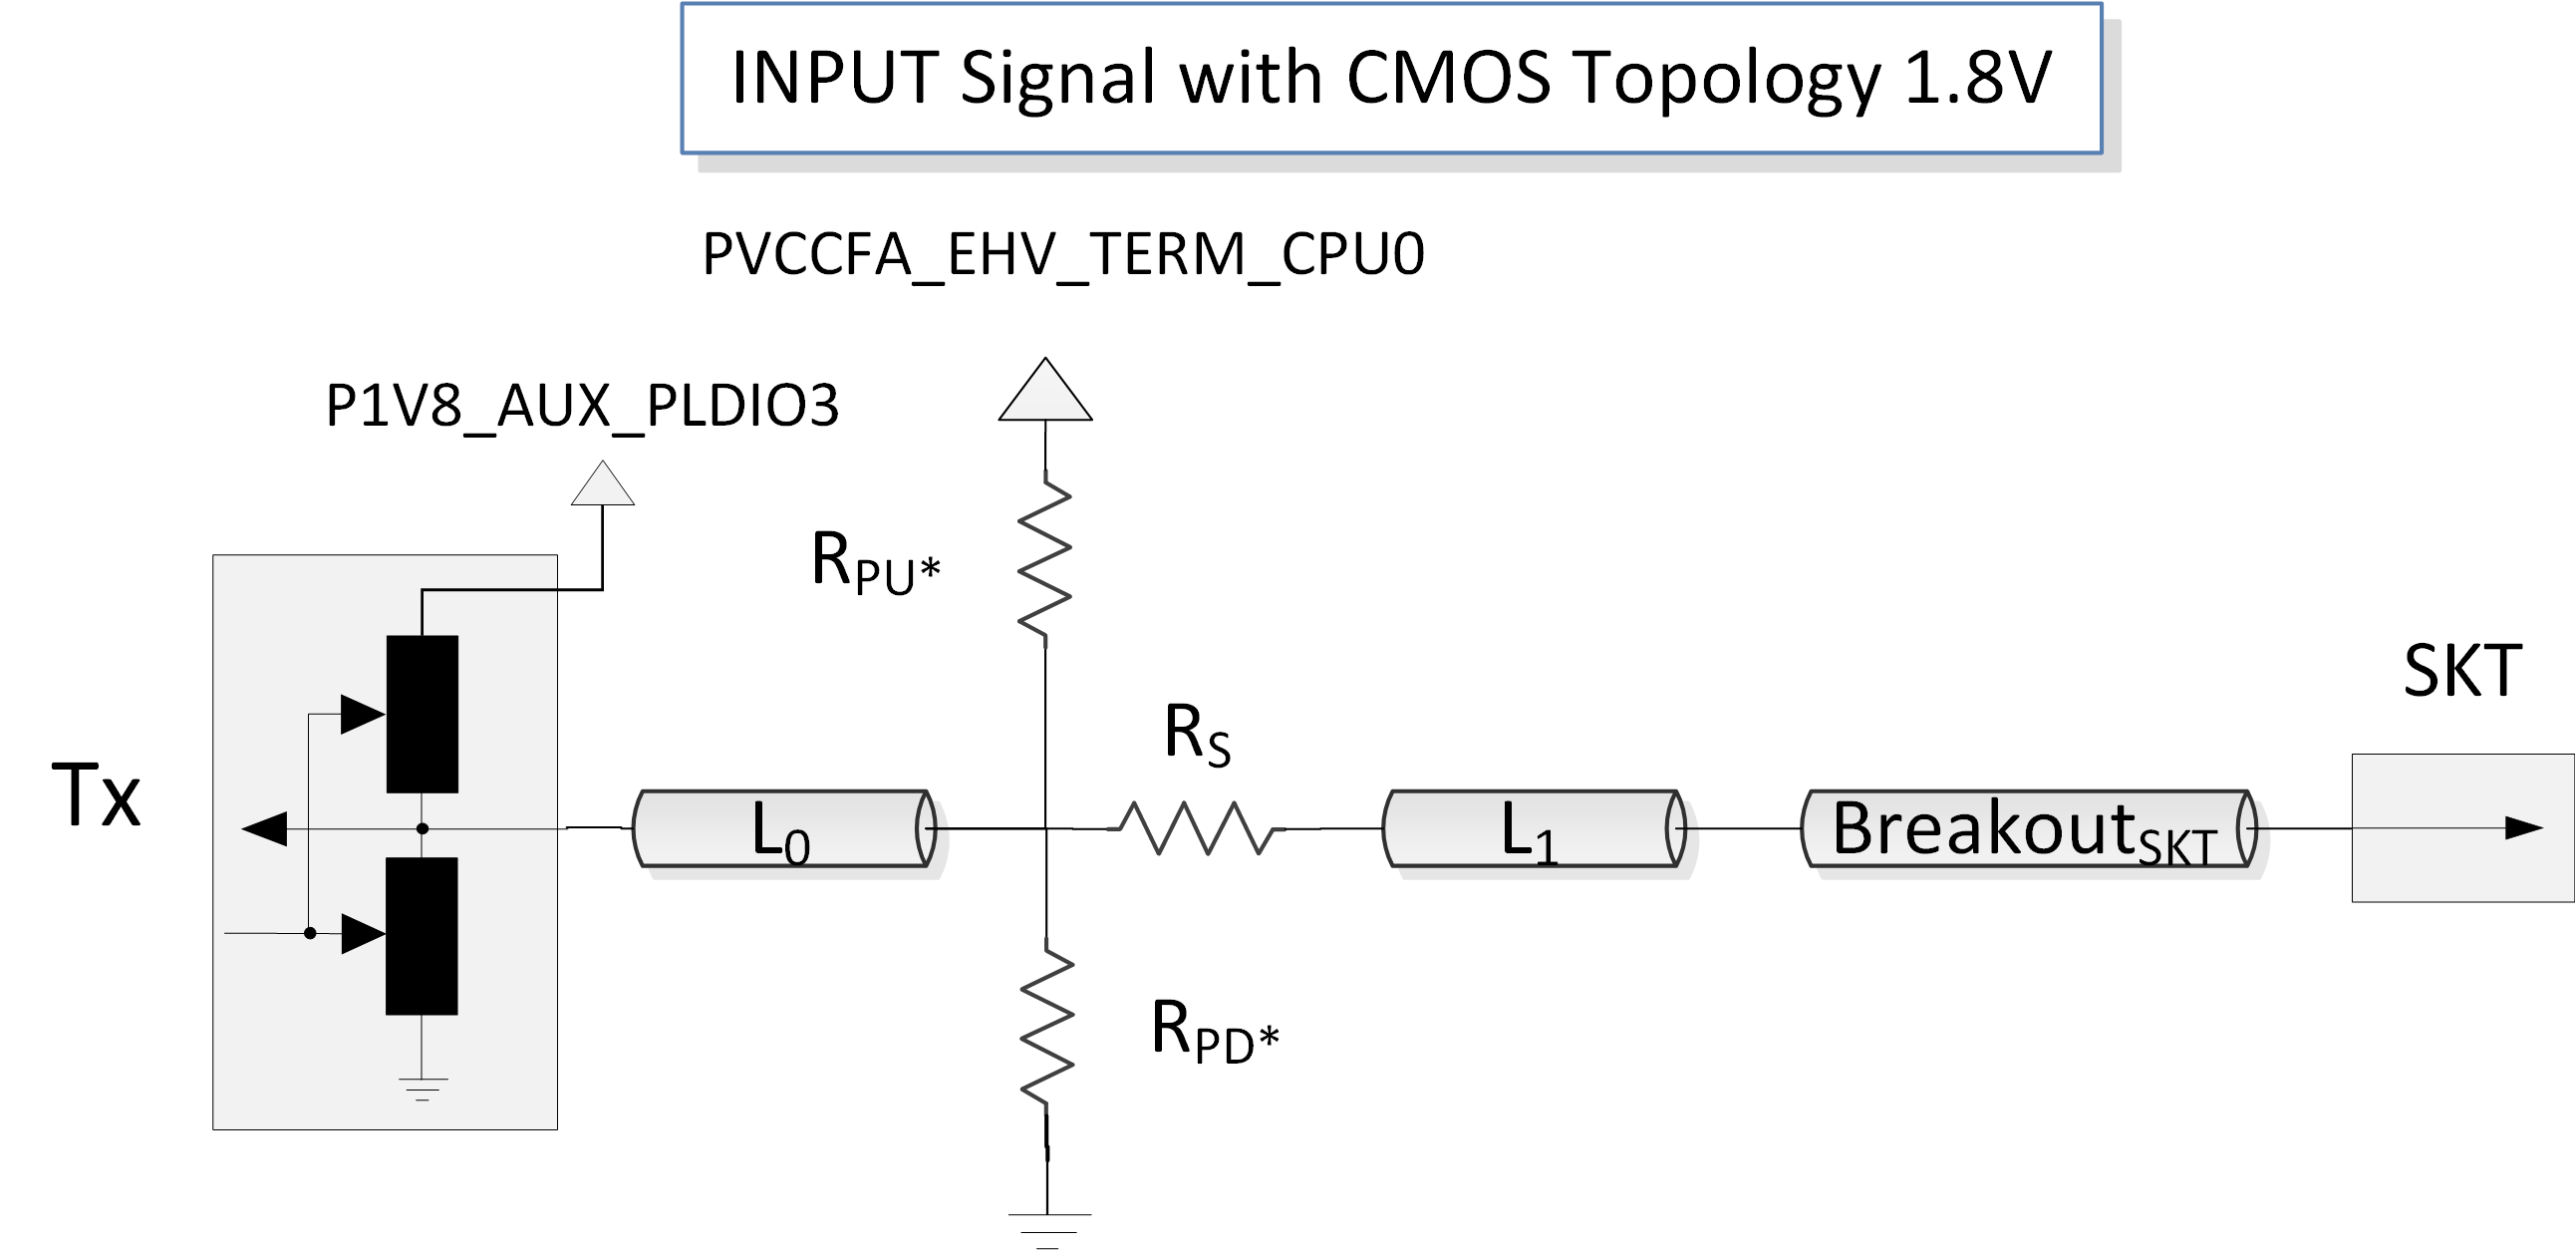 INPUT Signal with CMOS Topology 1.8V
PVCCFA_EHV_TERM_CPU0
P1V8_AUX_PLDIO3
RPU*
SKT
RS
Tx
L0
L1
BreakoutSKT
RPD*